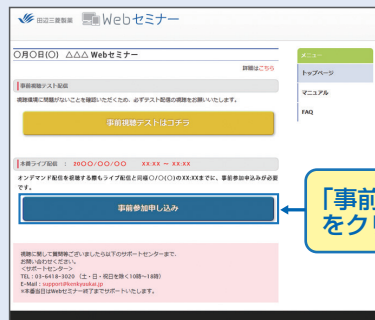 田辺三菱製薬 Webセミナー
〇月〇日(〇) △△△ Webセミナー
詳細はこちら
事前視聴テスト配信
視聴環境に問題がないことを確認いただくため、必ずテスト配信の視聴をお願いいたします。
事前視聴テストはコチラ
本番ライブ配信 : 20〇〇/〇〇/〇〇 XX:XX ~ XX:XX
オンデマンド配信を視聴する際もライブ配信と同様〇/〇(〇)のXX:XXまでに、事前参加申込みが必要
です。
事前参加申し込み
視聴に関して質問等ございましたら以下のサポートセンターまで、
お問い合わせください。
<サポートセンター>
TEL : 03-6418-3020 (土・日・祝日を除く10時~18時)
E-Mail : support@kenkyuukai.jp
※本番当日はWebセミナー終了までサポートいたします。
メニュー
トップページ
マニュアル
FAQ
「事前
をク